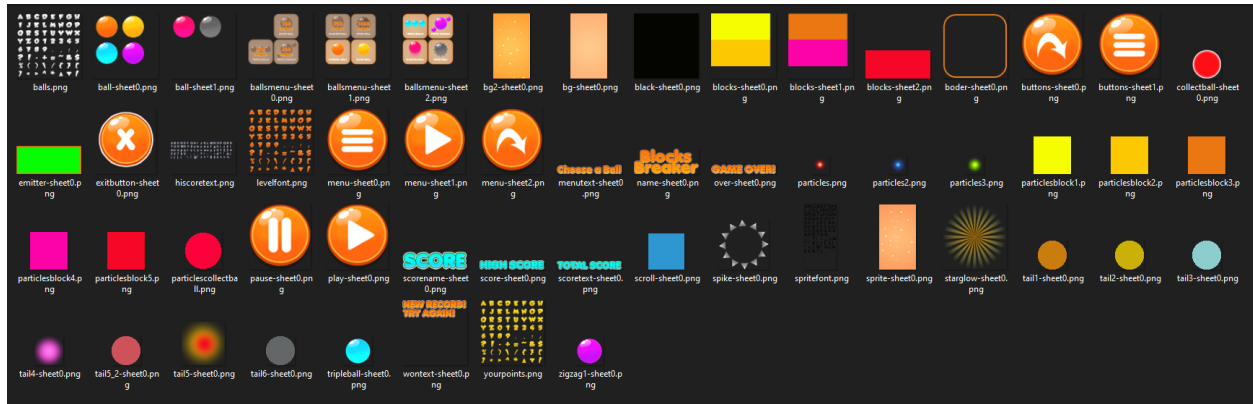 balls.png
ball-sheet0.png
ball-sheet1.png
ballsmenu-sheet0.png
ballsmenu-sheet1.png
ballsmenu-sheet2.png
bg2-sheet0.png
bg-sheet0.png
black-sheet0.png
blocks-sheet0.png
blocks-sheet1.png
blocks-sheet2.png
boder-sheet0.png
buttons-sheet0.png
buttons-sheet1.png
collectball-sheet0.png
Choose a Ball
Blocks
Breaker
GAME OVER!
emitter-sheet0.png
exitbutton-sheet0.png
hiscoretext.png
levelfont.png
menu-sheet0.png
menu-sheet1.png
menu-sheet2.png
menutext-sheet0.png
name-sheet0.png
over-sheet0.png
particles.png
particles2.png
particles3.png
particlesblock1.png
particlesblock2.png
particlesblock3.png
SCORE
HIGH SCORE
TOTAL SCORE
particlesblock4.png
particlesblock5.png
particlescollectball.png
pause-sheet0.png
play-sheet0.png
scorename-sheet0.png
score-sheet0.png
scoretext-sheet0.png
scroll-sheet0.png
spike-sheet0.png
spritefont.png
sprite-sheet0.png
starglow-sheet0.png
tail1-sheet0.png
tail2-sheet0.png
tail3-sheet0.png
NEW RECORD!
TRY AGAIN!
tail4-sheet0.png
tail5_2-sheet0.png
tail5-sheet0.png
tail6-sheet0.png
tripleball-sheet0.png
wontext-sheet0.png
yourpoints.png
zigzag1-sheet0.png